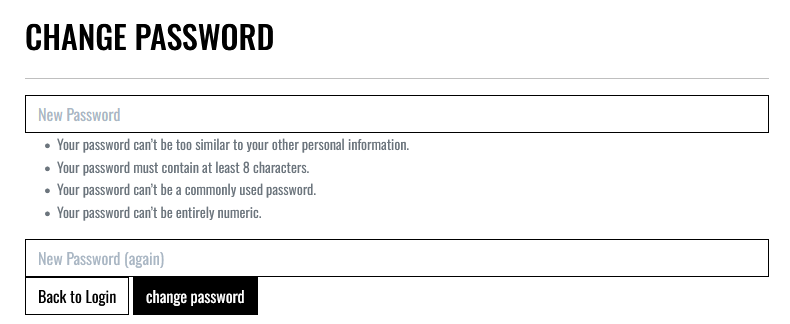 CHANGE PASSWORD
New Password
• Your password can't be too similar to your other personal information.
• Your password must contain at least 8 characters.
• Your password can't be a commonly used password.
• Your password can't be entirely numeric.
New Password (again)
Back to Login change password